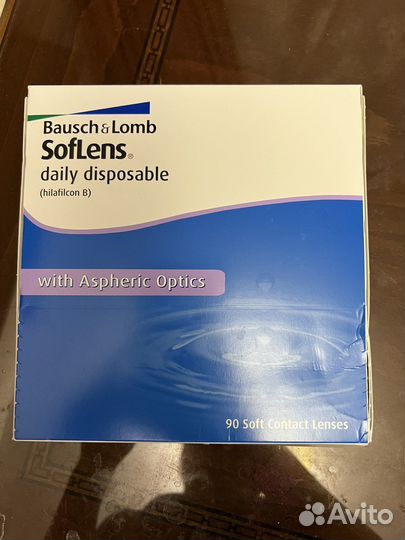 Bausch & Lomb
SofLens®
daily disposable
(hilafilcon B)
with Aspheric Optics
90 Soft Contact Lenses
Avito